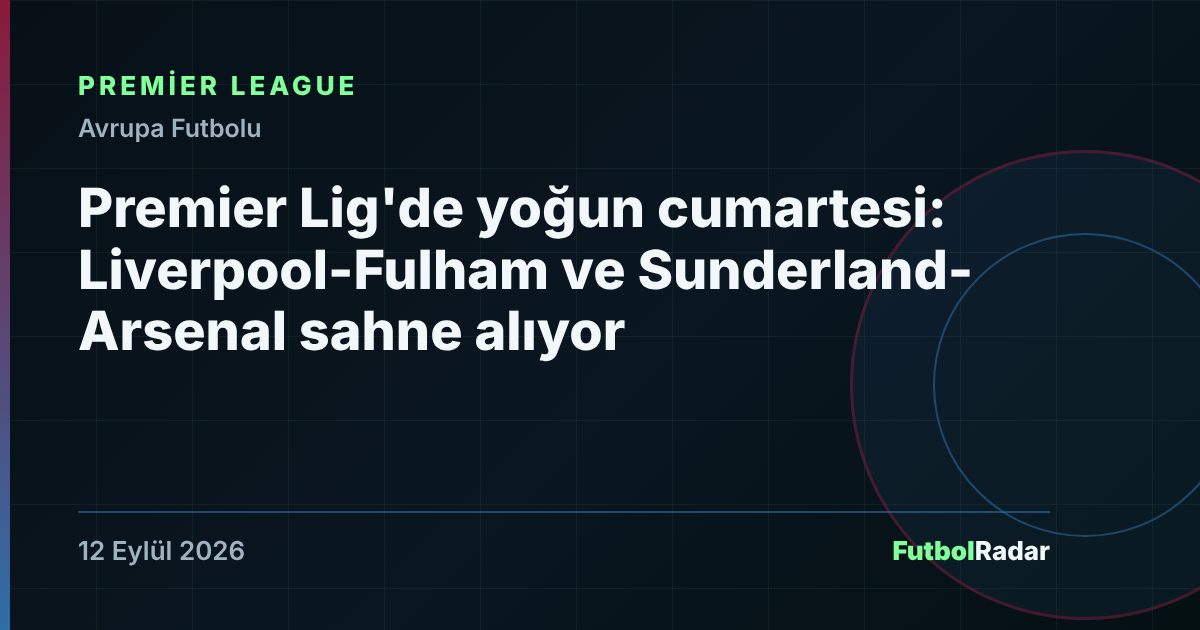 PREMİER LEAGUE
Avrupa Futbolu
Premier Lig'de yoğun cumartesi:
Liverpool-Fulham ve Sunderland-
Arsenal sahne alıyor
12 Eylül 2026
FutbolRadar